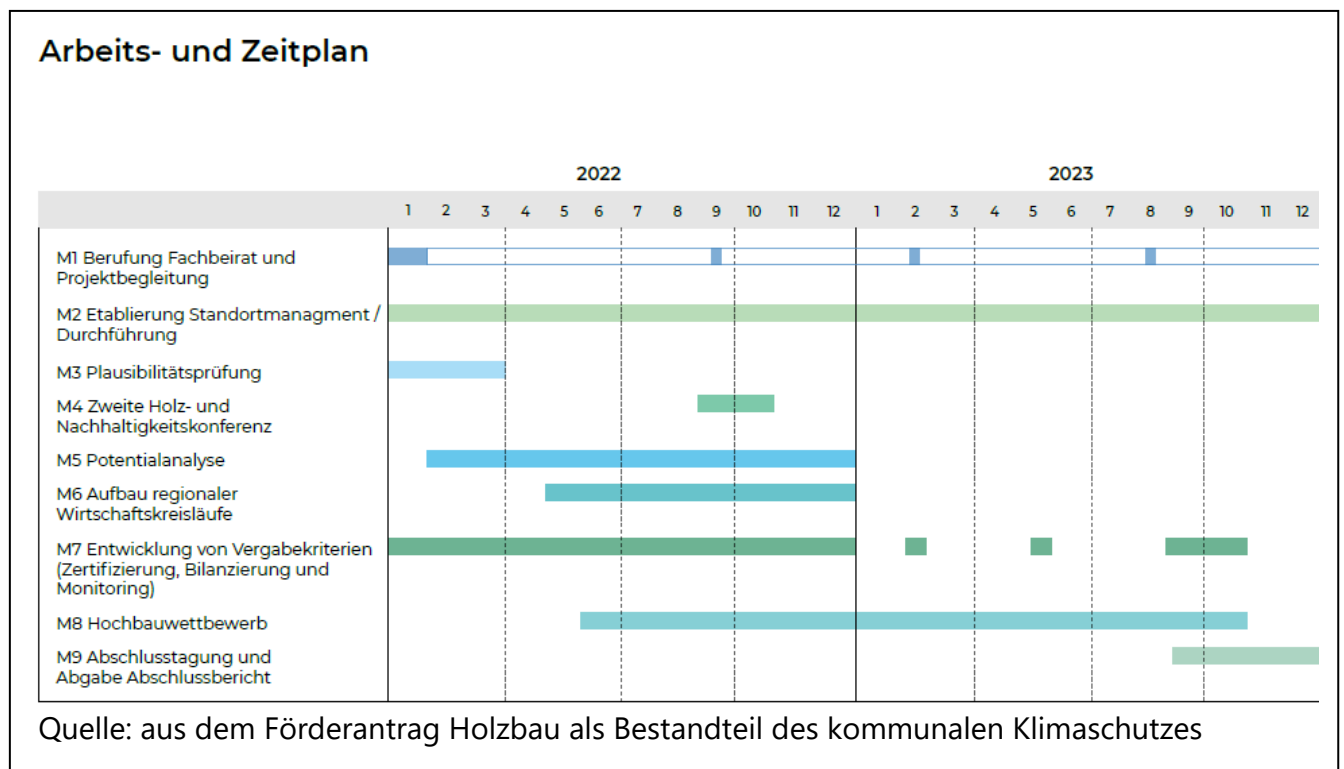 Arbeits- und Zeitplan
2022 2023
1 2 3 4 5 6 7 8 9 10 11 12 1 2 3 4 5 6 7 8 9 10 11 12
M1 Berufung Fachbeirat und
Projektbegleitung
M2 Etablierung Standortmanagment /
Durchführung
M3 Plausibilitätsprüfung
M4 Zweite Holz- und
Nachhaltigkeitskonferenz
M5 Potentialanalyse
M6 Aufbau regionaler
Wirtschaftskreisläufe
M7 Entwicklung von Vergabekriterien
(Zertifizierung, Bilanzierung und
Monitoring)
M8 Hochbauwettbewerb
M9 Abschlusstagung und
Abgabe Abschlussbericht
Quelle: aus dem Förderantrag Holzbau als Bestandteil des kommunalen Klimaschutzes